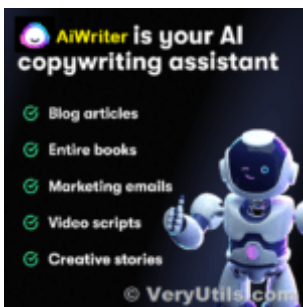 AiWriter is your AI
copywriting assistant
Blog articles
Entire books
Marketing emails
Video scripts
Creative stories
© VeryUtils.com